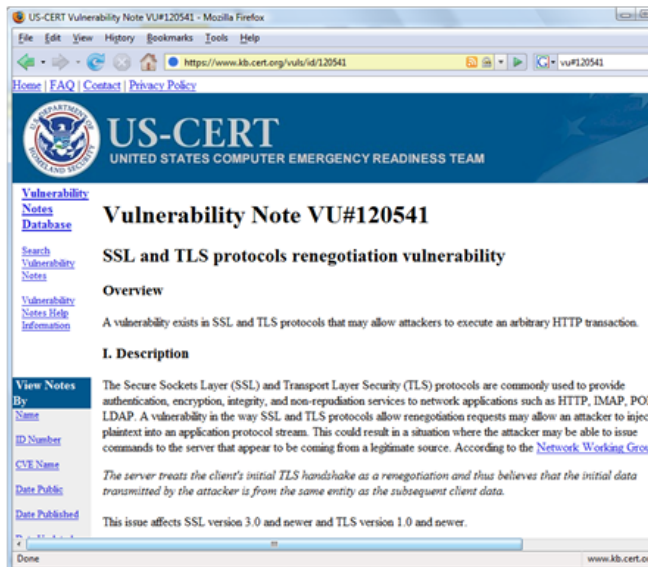 US-CERT Vulnerability Note VU#120541 - Mozilla Firefox
File Edit View History Bookmarks Tools Help
https://www.kb.cert.org/vuls/id/120541
vu#120541
Home | FAQ | Contact | Privacy Policy
US-CERT
UNITED STATES COMPUTER EMERGENCY READINESS TEAM
Vulnerability
Notes
Database
Search
Vulnerability
Notes
Vulnerability
Notes Help
Information
View Notes
By
Name
ID Number
CVE Name
Date Public
Date Published
Vulnerability Note VU#120541
SSL and TLS protocols renegotiation vulnerability
Overview
A vulnerability exists in SSL and TLS protocols that may allow attackers to execute an arbitrary HTTP transaction.
I. Description
The Secure Sockets Layer (SSL) and Transport Layer Security (TLS) protocols are commonly used to provide
authentication, encryption, integrity, and non-repudiation services to network applications such as HTTP, IMAP, PO
LDAP. A vulnerability in the way SSL and TLS protocols allow renegotiation requests may allow an attacker to injec
plaintext into an application protocol stream. This could result in a situation where the attacker may be able to issue
commands to the server that appear to be coming from a legitimate source. According to the Network Working Grou
The server treats the client's initial TLS handshake as a renegotiation and thus believes that the initial data
transmitted by the attacker is from the same entity as the subsequent client data.
This issue affects SSL version 3.0 and newer and TLS version 1.0 and newer.
Done
www.kb.cert.o